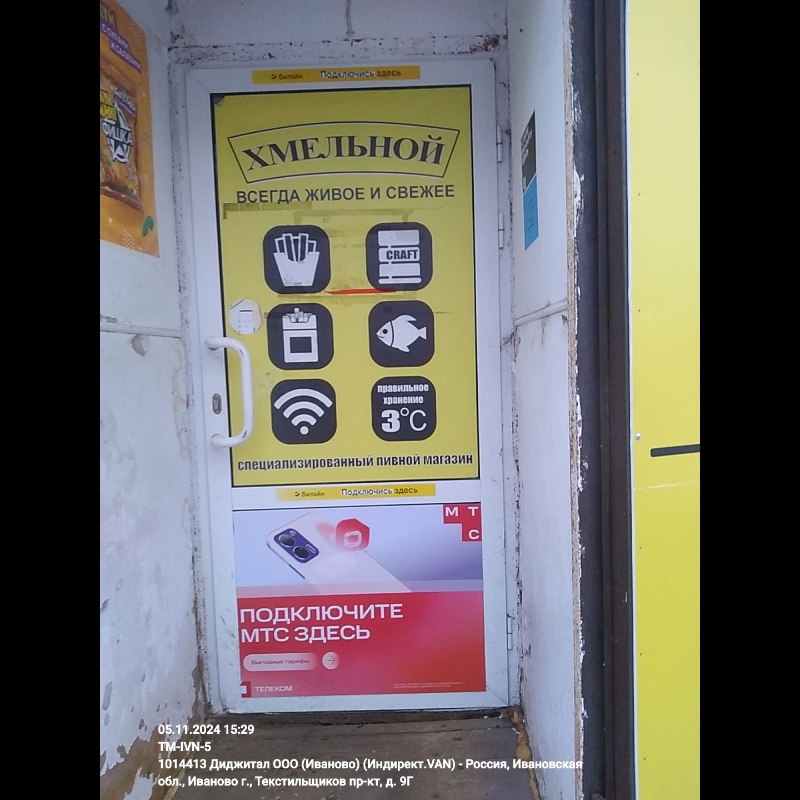 билайн Подключись здесь
ХМЕЛЬНОЙ
ВСЕГДА ЖИВОЕ И СВЕЖЕЕ
CRAFT
правильное
хранение
3°C
специализированный пивной магазин
билайн Подключись здесь
М Т
С
ПОДКЛЮЧИТЕ
МТС ЗДЕСЬ
Выгодные тарифы
ТЕЛЕКОМ
05.11.2024 15:29
TM-IVN-5
1014413 Диджитал ООО (Иваново) (Индирект.VAN) - Россия, Ивановская
обл., Иваново г., Текстильщиков пр-кт, д. 9Г